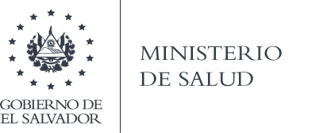 GOBIERNO DE
EL SALVADOR
MINISTERIO
DE SALUD